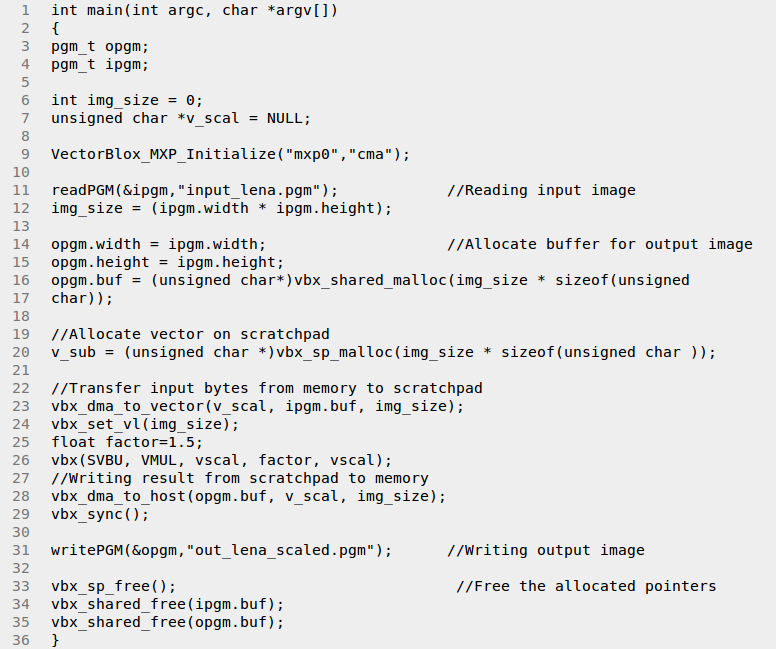 1 int main(int argc, char *argv[])
2 {
3 pgm_t opgm;
4 pgm_t ipgm;
5
6 int img_size = 0;
7 unsigned char *v_scal = NULL;
8
9 VectorBlox_MXP_Initialize("mxp0","cma");
10
11 readPGM(&ipgm,"input_lena.pgm"); //Reading input image
12 img_size = (ipgm.width * ipgm.height);
13
14 opgm.width = ipgm.width; //Allocate buffer for output image
15 opgm.height = ipgm.height;
16 opgm.buf = (unsigned char*)vbx_shared_malloc(img_size * sizeof(unsigned
17 char));
18
19 //Allocate vector on scratchpad
20 v_sub = (unsigned char *)vbx_sp_malloc(img_size * sizeof(unsigned char ));
21
22 //Transfer input bytes from memory to scratchpad
23 vbx_dma_to_vector(v_scal, ipgm.buf, img_size);
24 vbx_set_vl(img_size);
25 float factor=1.5;
26 vbx(SVBU, VMUL, vscal, factor, vscal);
27 //Writing result from scratchpad to memory
28 vbx_dma_to_host(opgm.buf, v_scal, img_size);
29 vbx_sync();
30
31 writePGM(&opgm,"out_lena_scaled.pgm"); //Writing output image
32
33 vbx_sp_free(); //Free the allocated pointers
34 vbx_shared_free(ipgm.buf);
35 vbx_shared_free(opgm.buf);
36 }